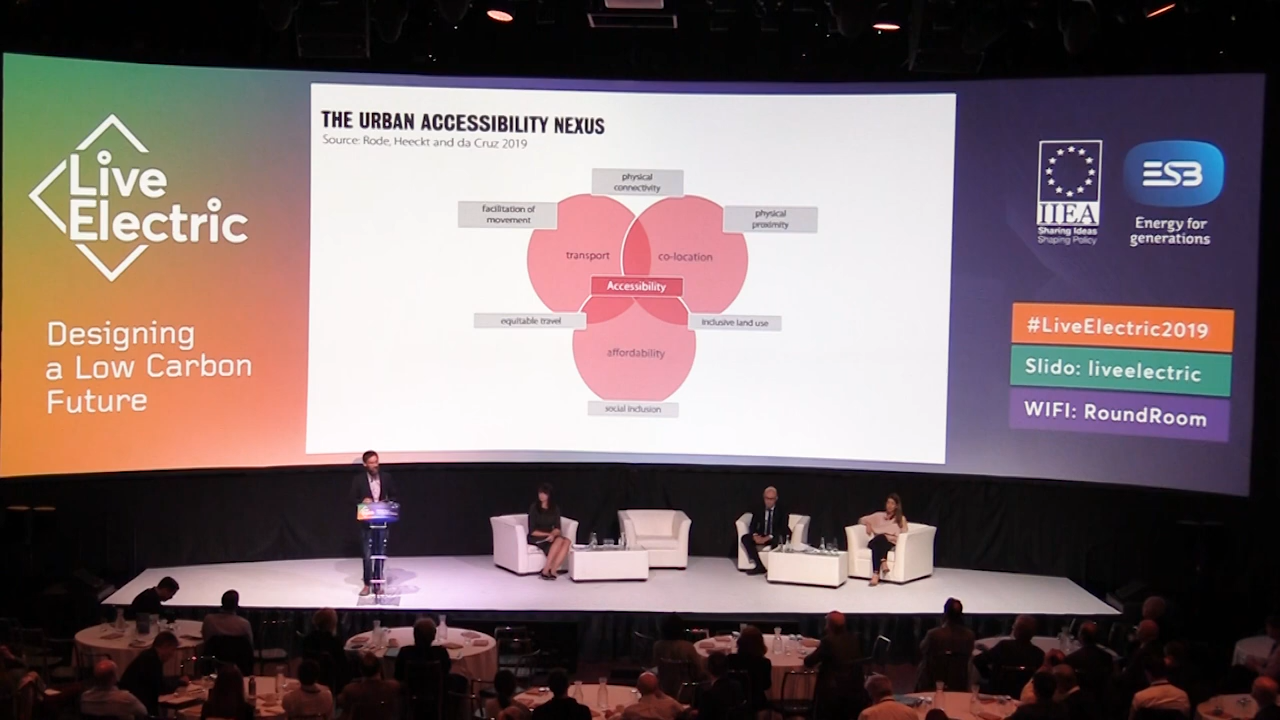 Live
Electric
Designing
a Low Carbon
Future
THE URBAN ACCESSIBILITY NEXUS
Source: Rode, Heeckt and da Cruz 2019
physical
connectivity
facilitation of
movement
physical
proximity
transport
co-location
Accessibility
equitable travel
inclusive land use
affordability
social inclusion
IIEA
Sharing Ideas
Shaping Policy
ESB
Energy for
generations
#LiveElectric2019
Slido: liveelectric
WIFI: RoundRoom